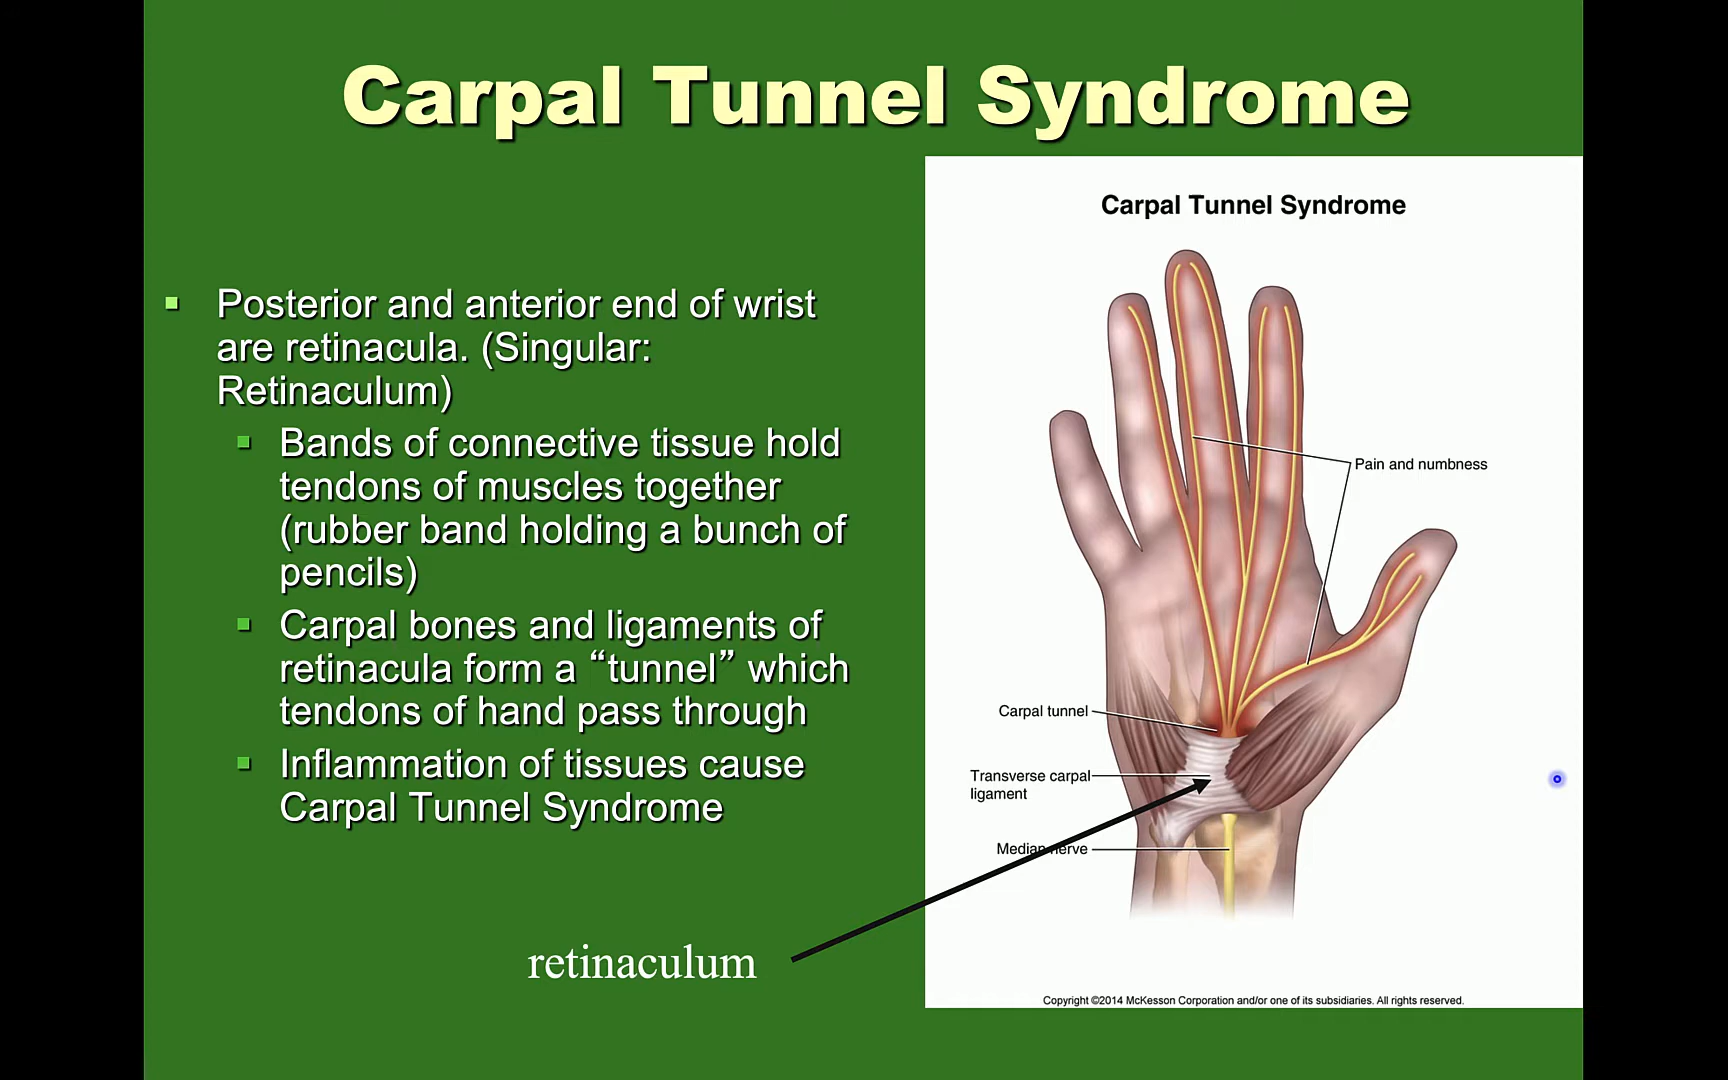 Carpal Tunnel Syndrome
Posterior and anterior end of wrist
are retinacula. (Singular:
Retinaculum)
Bands of connective tissue hold
tendons of muscles together
(rubber band holding a bunch of
pencils)
Carpal bones and ligaments of
retinacula form a “tunnel” which
tendons of hand pass through
Inflammation of tissues cause
Carpal Tunnel Syndrome
retinaculum
Carpal Tunnel Syndrome
Pain and numbness
Carpal tunnel
Transverse carpal
ligament
Median nerve
Copyright ©2014 McKesson Corporation and/or one of its subsidiaries. All rights reserved.